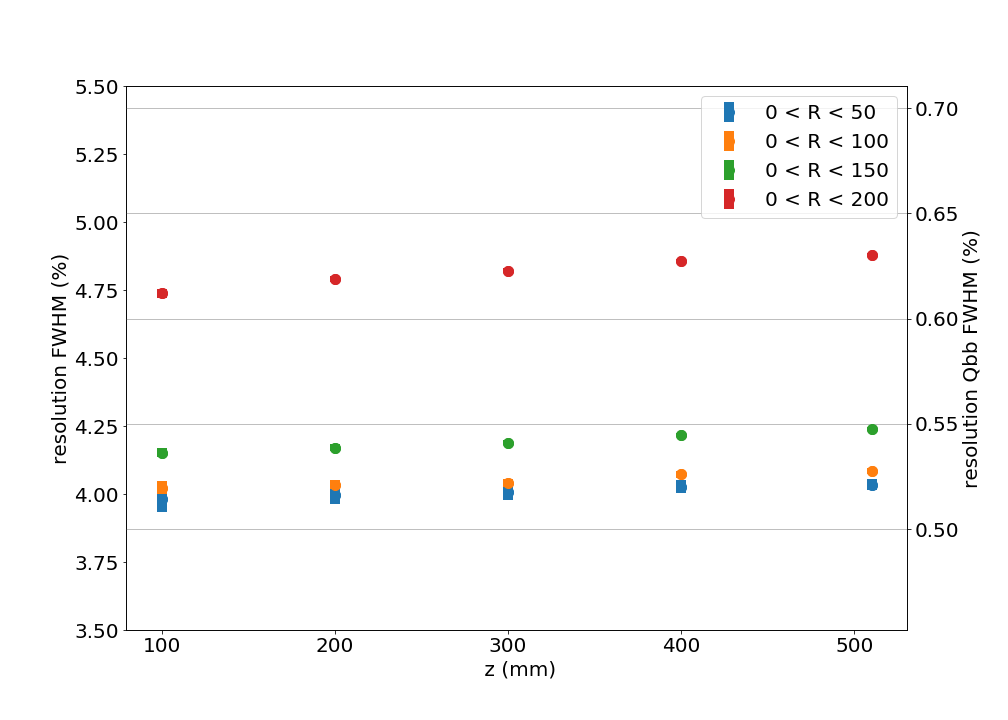 5.50
5.25
5.00
4.75
4.50
4.25
4.00
3.75
3.50
resolution FWHM (%)
100
200
300
400
500
z (mm)
0.70
0.65
0.60
0.55
0.50
resolution Qbb FWHM (%)
0 < R < 50
0 < R < 100
0 < R < 150
0 < R < 200